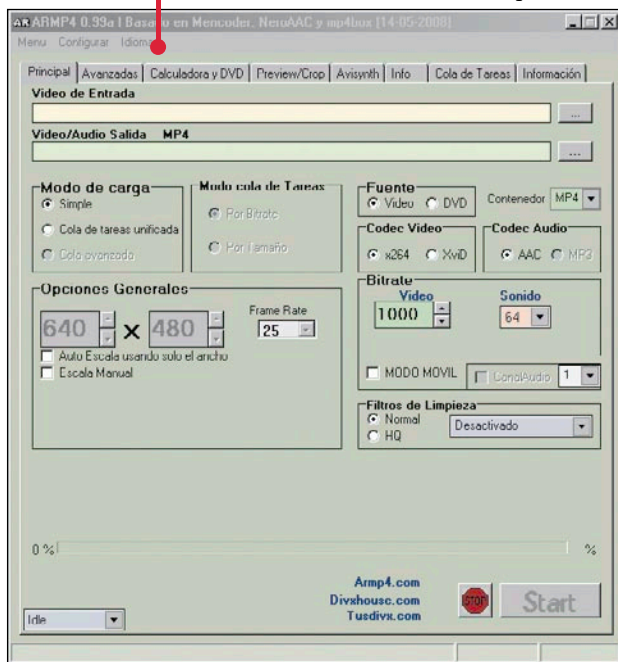 AR ARMP4 0.99a | Basado en Mencoder, NeroAAC y mp4box [14-05-2008]
Menu Configurar Idioma
Principal Avanzadas Calculadora y DVD Preview/Crop Avisynth Info Cola de Tareas Información
Video de Entrada
...
Video/Audio Salida MP4
...
Modo de carga
Simple
Cola de tareas unificada
Cola avanzada
Modo cola de Tareas
Por Bitrate
Por Tamaño
Fuente
Video DVD
Contenedor MP4
Codec Video
x264 XviD
Codec Audio
AAC MP3
Opciones Generales
640 x 480
Frame Rate
25
Auto Escala usando solo el ancho
Escala Manual
Bitrate
Video
1000
Sonido
64
MODO MOVIL
CanalAudio 1
Filtros de Limpieza
Normal
HQ
Desactivado
0 %
%
Armp4.com
Divxhouse.com
Tusdivx.com
STOP
Start
Idle